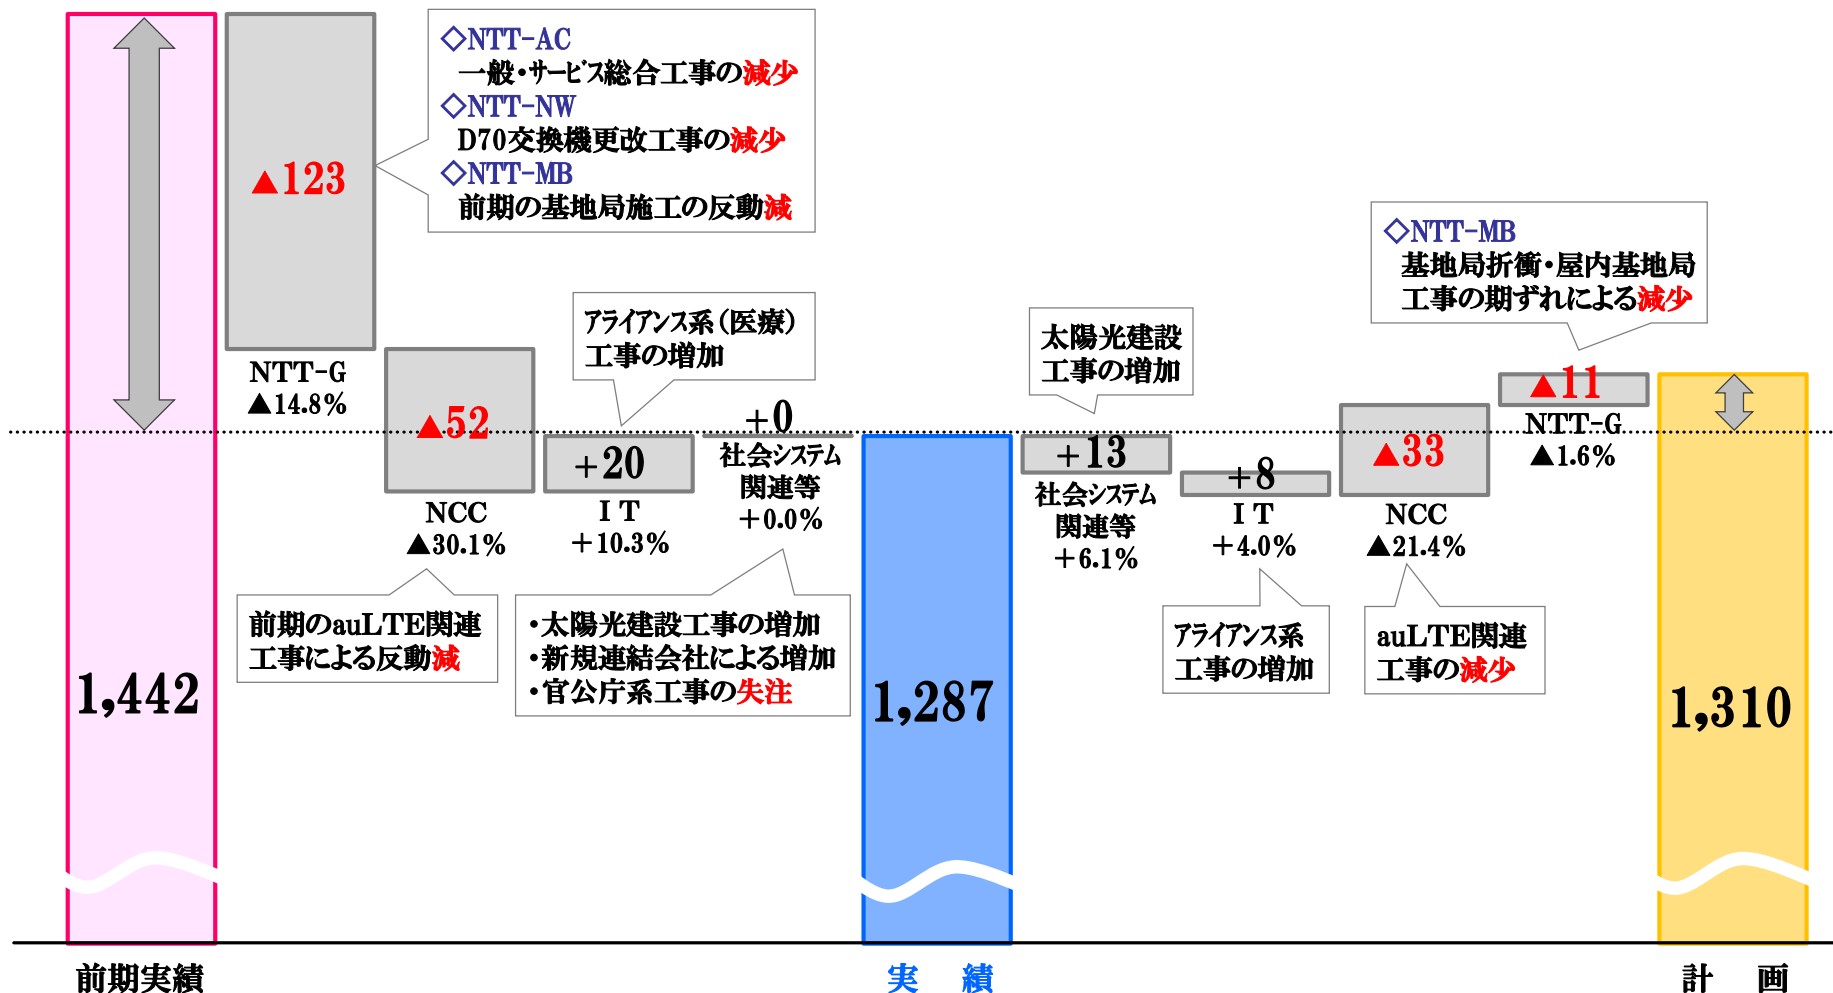 ◇NTT-AC
一般・サービス総合工事の減少
◇NTT-NW
D70交換機更改工事の減少
◇NTT-MB
前期の基地局施工の反動減
▲123
NTT-G
▲14.8%
▲52
NCC
▲30.1%
前期のauLTE関連
工事による反動減
アライアンス系(医療)
工事の増加
+20
IT
+10.3%
+0
社会システム
関連等
+0.0%
・太陽光建設工事の増加
・新規連結会社による増加
・官公庁系工事の失注
太陽光建設
工事の増加
+13
社会システム
関連等
+6.1%
+8
IT
+4.0%
アライアンス系
工事の増加
▲33
NCC
▲21.4%
auLTE関連
工事の減少
◇NTT-MB
基地局折衝・屋内基地局
工事の期ずれによる減少
▲11
NTT-G
▲1.6%
1,442
1,287
1,310
前期実績
実 績
計 画